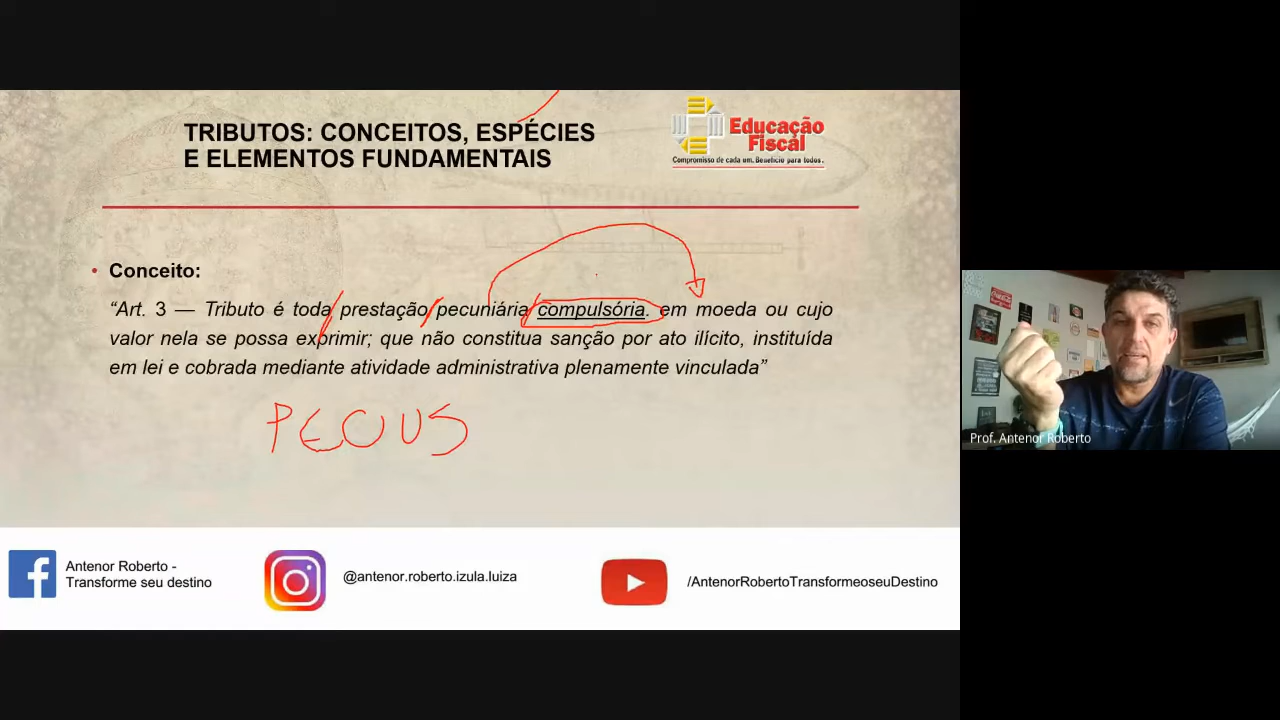 TRIBUTOS: CONCEITOS, ESPÉCIES
E ELEMENTOS FUNDAMENTAIS
Educação
Fiscal
Compromisso de cada um. Benefício para todos.
• Conceito:
“Art. 3 — Tributo é toda prestação pecuniária compulsória. em moeda ou cujo
valor nela se possa exprimir; que não constitua sanção por ato ilícito, instituída
em lei e cobrada mediante atividade administrativa plenamente vinculada”
PECUS
Prof. Antenor Roberto
Antenor Roberto -
Transforme seu destino
@antenor.roberto.izula.luiza
/AntenorRobertoTransformeoseuDestino